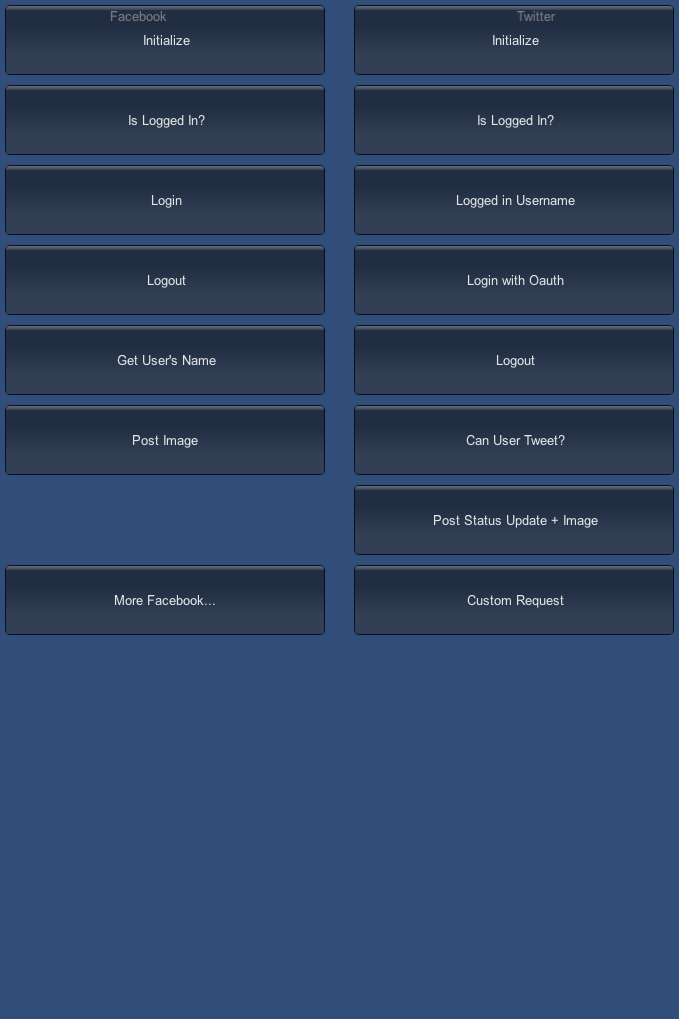 Facebook
Initialize
Is Logged In?
Login
Logout
Get User's Name
Post Image
More Facebook...
Twitter
Initialize
Is Logged In?
Logged in Username
Login with Oauth
Logout
Can User Tweet?
Post Status Update + Image
Custom Request